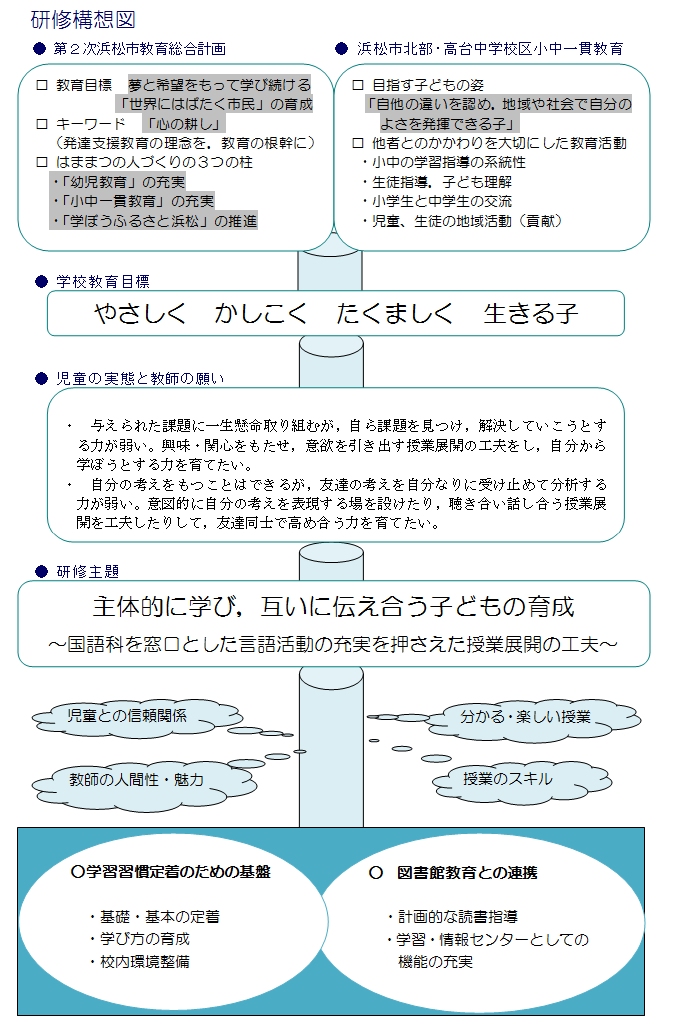 研修構想図
● 第２次浜松市教育総合計画
□ 教育目標　夢と希望をもって学び続ける
「世界にはばたく市民」の育成
□ キーワード　「心の耕し」
（発達支援教育の理念を，教育の根幹に）
□ はままつの人づくりの３つの柱
・「幼児教育」の充実
・「小中一貫教育」の充実
・「学ぼうふるさと浜松」の推進
● 浜松市北部・高台中学校区小中一貫教育
□ 目指す子どもの姿
「自他の違いを認め，地域や社会で自分の
よさを発揮できる子」
□ 他者とのかかわりを大切にした教育活動
・小中の学習指導の系統性
・生徒指導，子ども理解
・小学生と中学生の交流
・児童、生徒の地域活動（貢献）
● 学校教育目標
やさしく　かしこく　たくましく　生きる子
● 児童の実態と教師の願い
・　与えられた課題に一生懸命取り組むが，自ら課題を見つけ，解決していこうとす
る力が弱い。興味・関心をもたせ，意欲を引き出す授業展開の工夫をし，自分から
学ぼうとする力を育てたい。
・　自分の考えをもつことはできるが，友達の考えを自分なりに受け止めて分析する
力が弱い。意図的に自分の考えを表現する場を設けたり，聴き合い話し合う授業展
開を工夫したりして，友達同士で高め合う力を育てたい。
● 研修主題
主体的に学び，互いに伝え合う子どもの育成
～国語科を窓口とした言語活動の充実を押さえた授業展開の工夫～
児童との信頼関係
分かる・楽しい授業
教師の人間性・魅力
授業のスキル
〇学習習慣定着のための基盤
・基礎・基本の定着
・学び方の育成
・校内環境整備
〇　図書館教育との連携
・計画的な読書指導
・学習・情報センターとしての
機能の充実